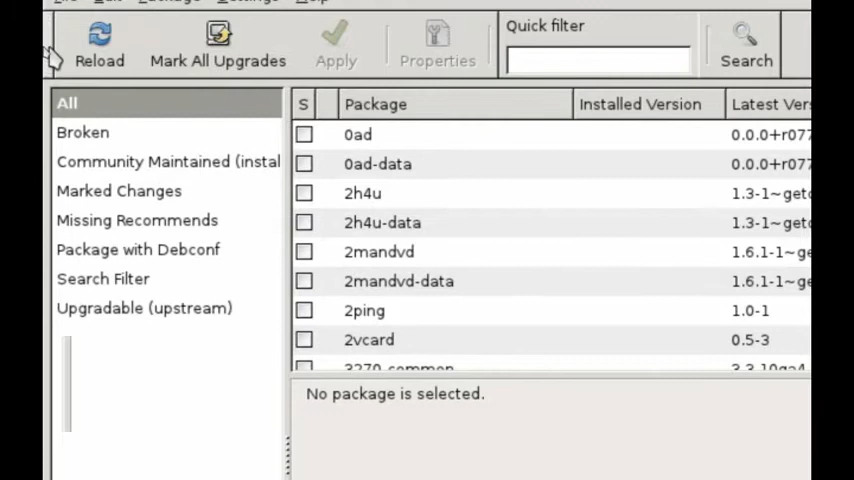 Quick filter
Reload
Mark All Upgrades
Apply
Properties
Search
All
Broken
Community Maintained (instal
Marked Changes
Missing Recommends
Package with Debconf
Search Filter
Upgradable (upstream)
S Package Installed Version Latest Vers
0ad 0.0.0+r077
0ad-data 0.0.0+r077
2h4u 1.3-1~getd
2h4u-data 1.3-1~getd
2mandvd 1.6.1-1~ge
2mandvd-data 1.6.1-1~ge
2ping 1.0-1
2vcard 0.5-3
3270-common
No package is selected.